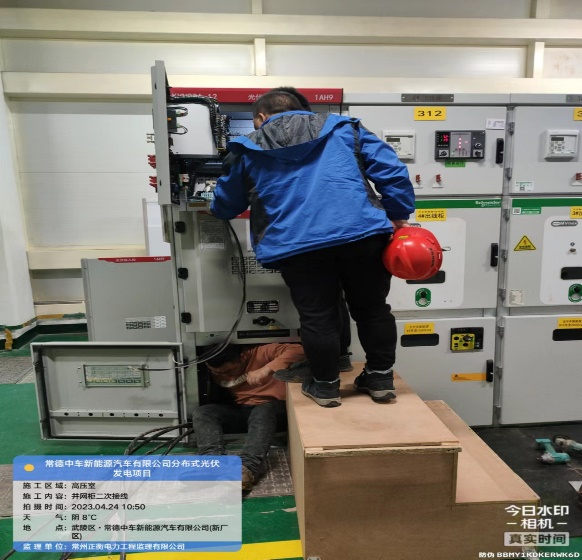 1AH9
312
Schneider
1AH9
常德中车新能源汽车有限公司分布式光伏
发电项目
施工区域：高压室
施工内容：并网柜二次接线
拍摄时间：2023.04.24 10:50
天 气：阴 8℃
地 点：武陵区·常德中车新能源汽车有限公司(新厂
区)
监理单位：常州正衡电力工程监理有限公司
今日水印
-相机-
真实时间
防伪 BBMY1KDKERWK6D